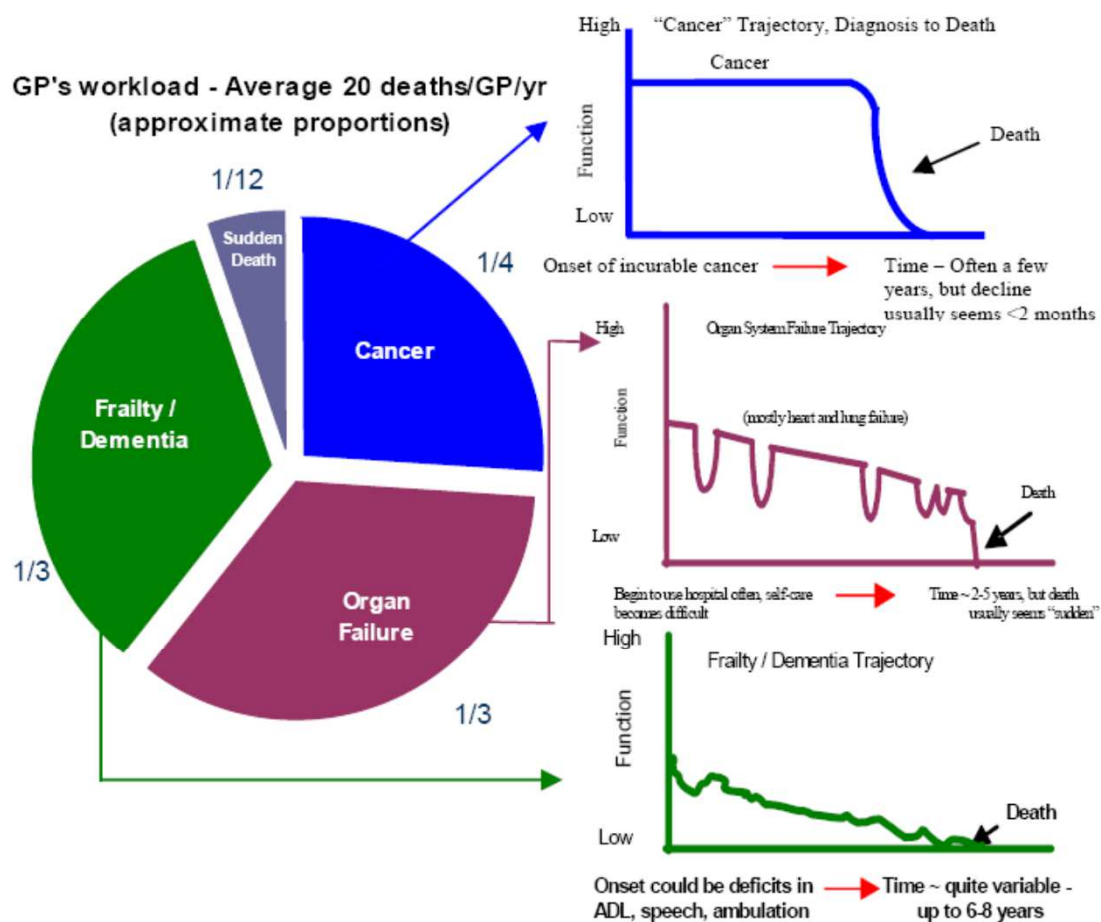 GP's workload - Average 20 deaths/GP/yr
(approximate proportions)
1/12
Sudden
Death
1/4
Cancer
Frailty /
Dementia
1/3
Organ
Failure
1/3
High
“Cancer” Trajectory, Diagnosis to Death
Cancer
Function
Death
Low
Onset of incurable cancer
Time – Often a few
years, but decline
usually seems <2 months
High
Organ System Failure Trajectory
(mostly heart and lung failure)
Function
Death
Low
Begin to use hospital often, self-care
becomes difficult
Time ~ 2-5 years, but death
usually seems “sudden”
High
Frailty / Dementia Trajectory
Function
Death
Low
Onset could be deficits in
ADL, speech, ambulation
Time ~ quite variable -
up to 6-8 years